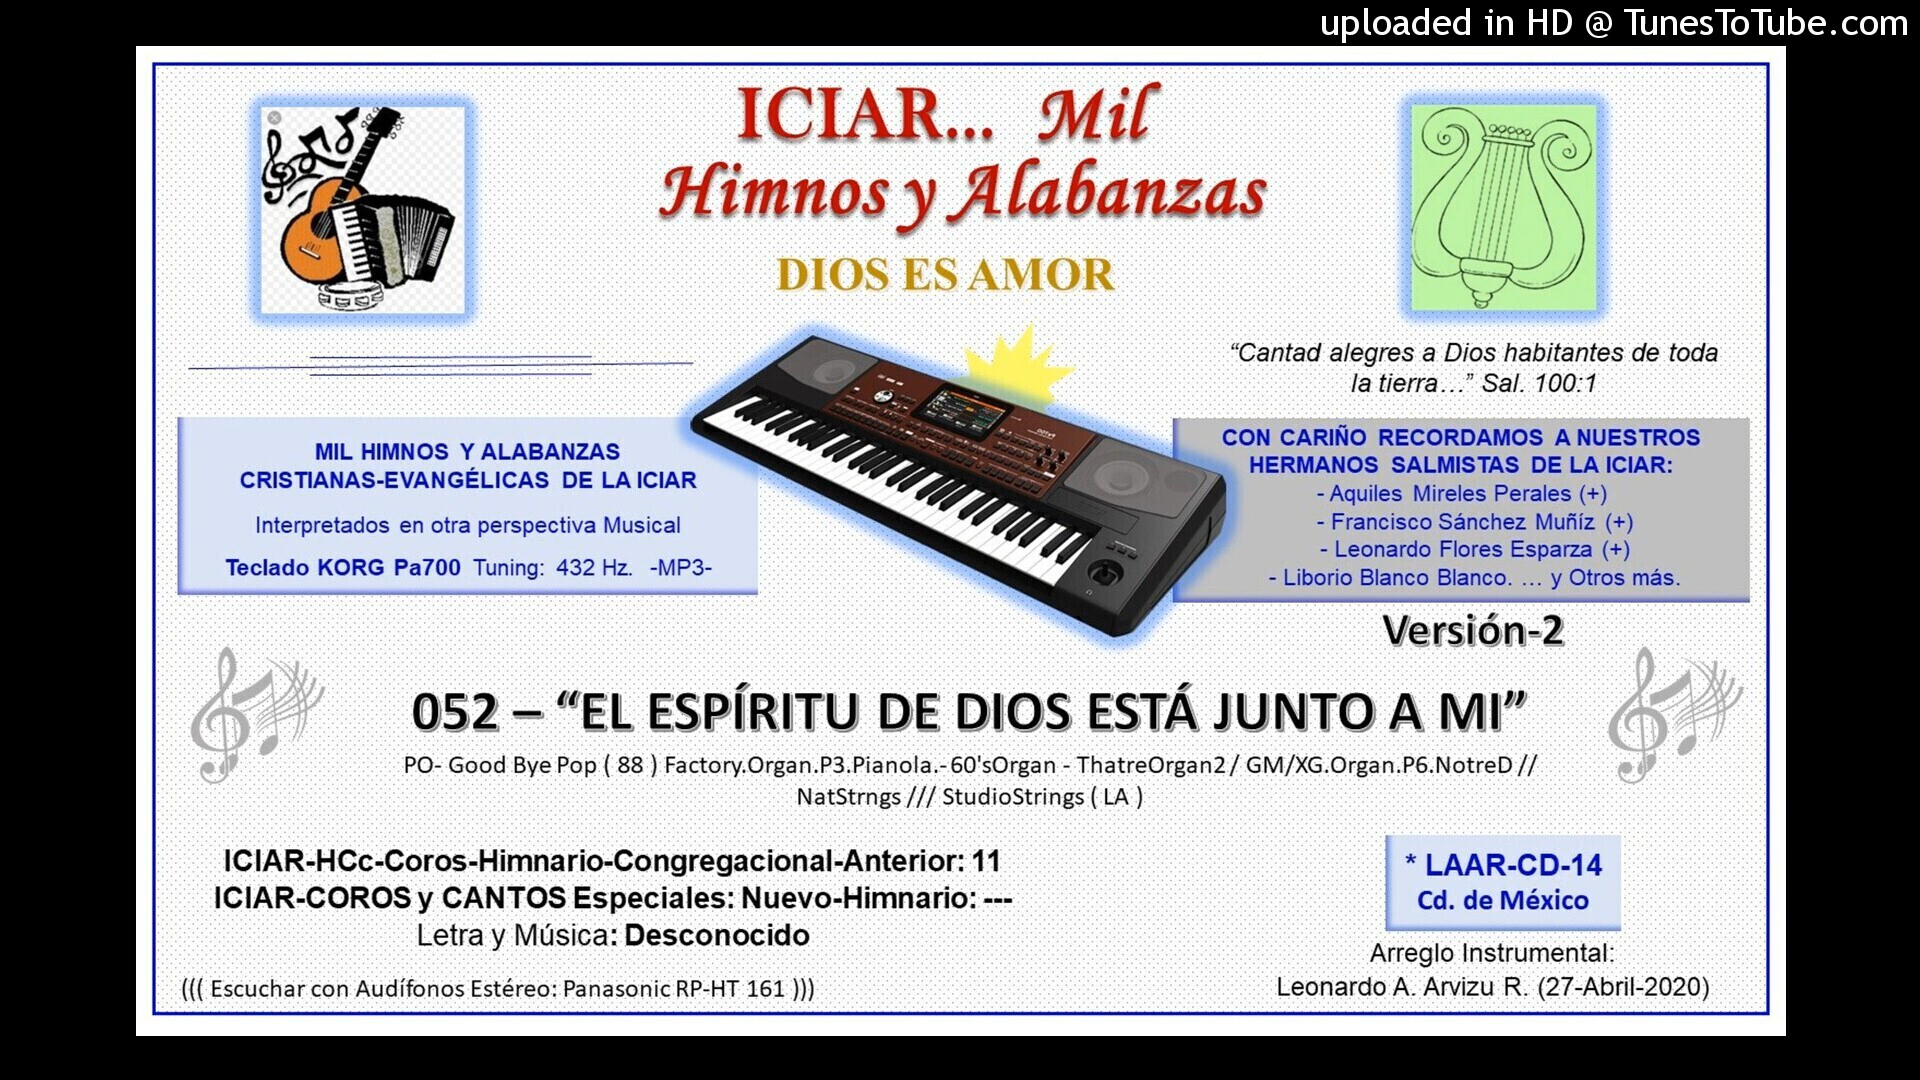 uploaded in HD @ TunesToTube.com
ICIAR... Mil
Himnos y Alabanzas
DIOS ES AMOR
“Cantad alegres a Dios habitantes de toda
la tierra…” Sal. 100:1
MIL HIMNOS Y ALABANZAS
CRISTIANAS-EVANGÉLICAS DE LA ICIAR
Interpretados en otra perspectiva Musical
Teclado KORG Pa700 Tuning: 432 Hz. -MP3-
CON CARIÑO RECORDAMOS A NUESTROS
HERMANOS SALMISTAS DE LA ICIAR:
- Aquiles Mireles Perales (+)
- Francisco Sánchez Muñíz (+)
- Leonardo Flores Esparza (+)
- Liborio Blanco Blanco. … y Otros más.
Versión-2
052 – “EL ESPÍRITU DE DIOS ESTÁ JUNTO A MI”
PO- Good Bye Pop ( 88 ) Factory.Organ.P3.Pianola.-60'sOrgan - ThatreOrgan2 / GM/XG.Organ.P6.NotreD //
NatStrngs /// StudioStrings ( LA )
ICIAR-HCc-Coros-Himnario-Congregacional-Anterior: 11
ICIAR-COROS y CANTOS Especiales: Nuevo-Himnario: ---
Letra y Música: Desconocido
((( Escuchar con Audífonos Estéreo: Panasonic RP-HT 161 )))
* LAAR-CD-14
Cd. de México
Arreglo Instrumental:
Leonardo A. Arvizu R. (27-Abril-2020)